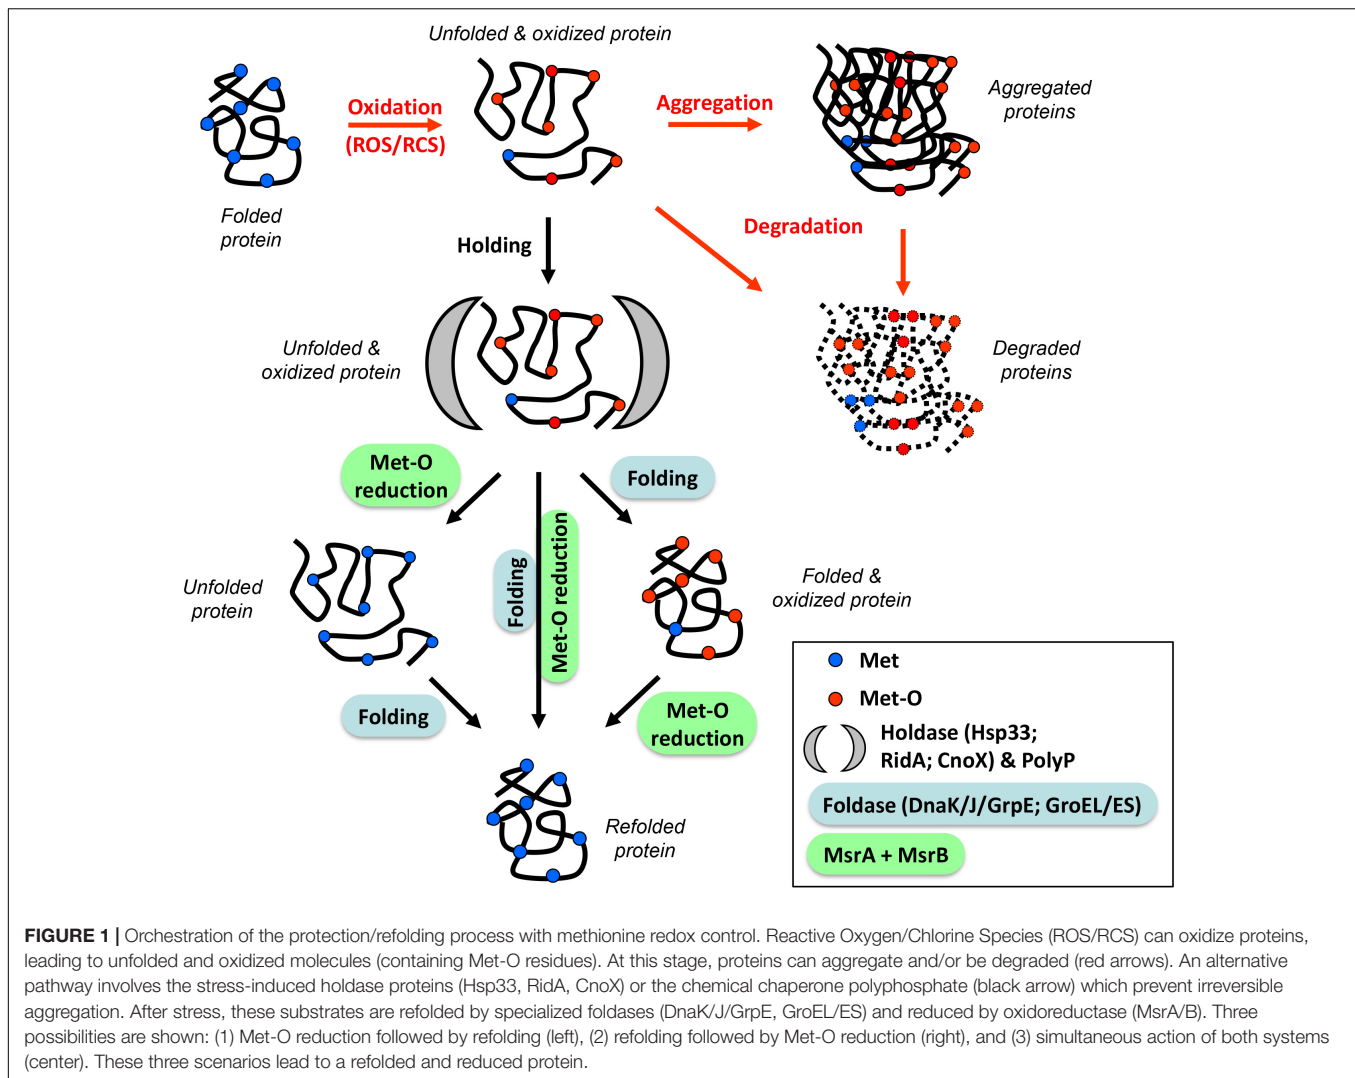 Unfolded & oxidized protein
Oxidation
(ROS/RCS)
Aggregation
Aggregated
proteins
Folded
protein
Holding
Degradation
Unfolded &
oxidized protein
Degraded
proteins
Met-O
reduction
Folding
Folding
Met-O reduction
Unfolded
protein
Folded &
oxidized protein
Folding
Met-O
reduction
Refolded
protein
Met
Met-O
Holdase (Hsp33;
RidA; CnoX) & PolyP
Foldase (DnaK/J/GrpE; GroEL/ES)
MsrA + MsrB
FIGURE 1 | Orchestration of the protection/refolding process with methionine redox control. Reactive Oxygen/Chlorine Species (ROS/RCS) can oxidize proteins,
leading to unfolded and oxidized molecules (containing Met-O residues). At this stage, proteins can aggregate and/or be degraded (red arrows). An alternative
pathway involves the stress-induced holdase proteins (Hsp33, RidA, CnoX) or the chemical chaperone polyphosphate (black arrow) which prevent irreversible
aggregation. After stress, these substrates are refolded by specialized foldases (DnaK/J/GrpE, GroEL/ES) and reduced by oxidoreductase (MsrA/B). Three
possibilities are shown: (1) Met-O reduction followed by refolding (left), (2) refolding followed by Met-O reduction (right), and (3) simultaneous action of both systems
(center). These three scenarios lead to a refolded and reduced protein.